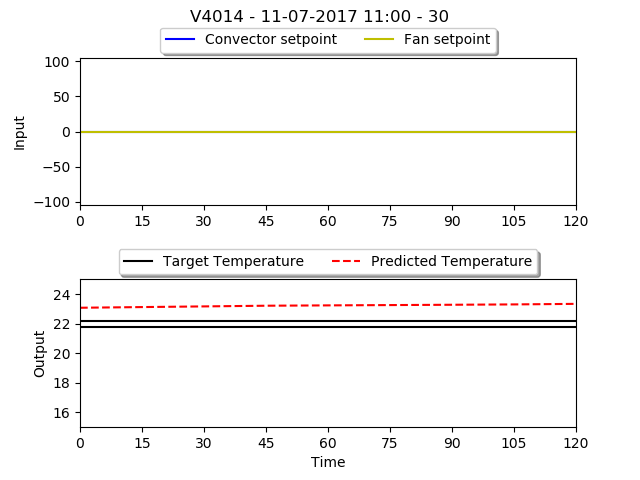 V4014 - 11-07-2017 11:00 - 30
Convector setpoint Fan setpoint
100
50
0
−50
−100
Input
0 15 30 45 60 75 90 105 120
Target Temperature Predicted Temperature
24
22
20
18
16
Output
0 15 30 45 60 75 90 105 120
Time